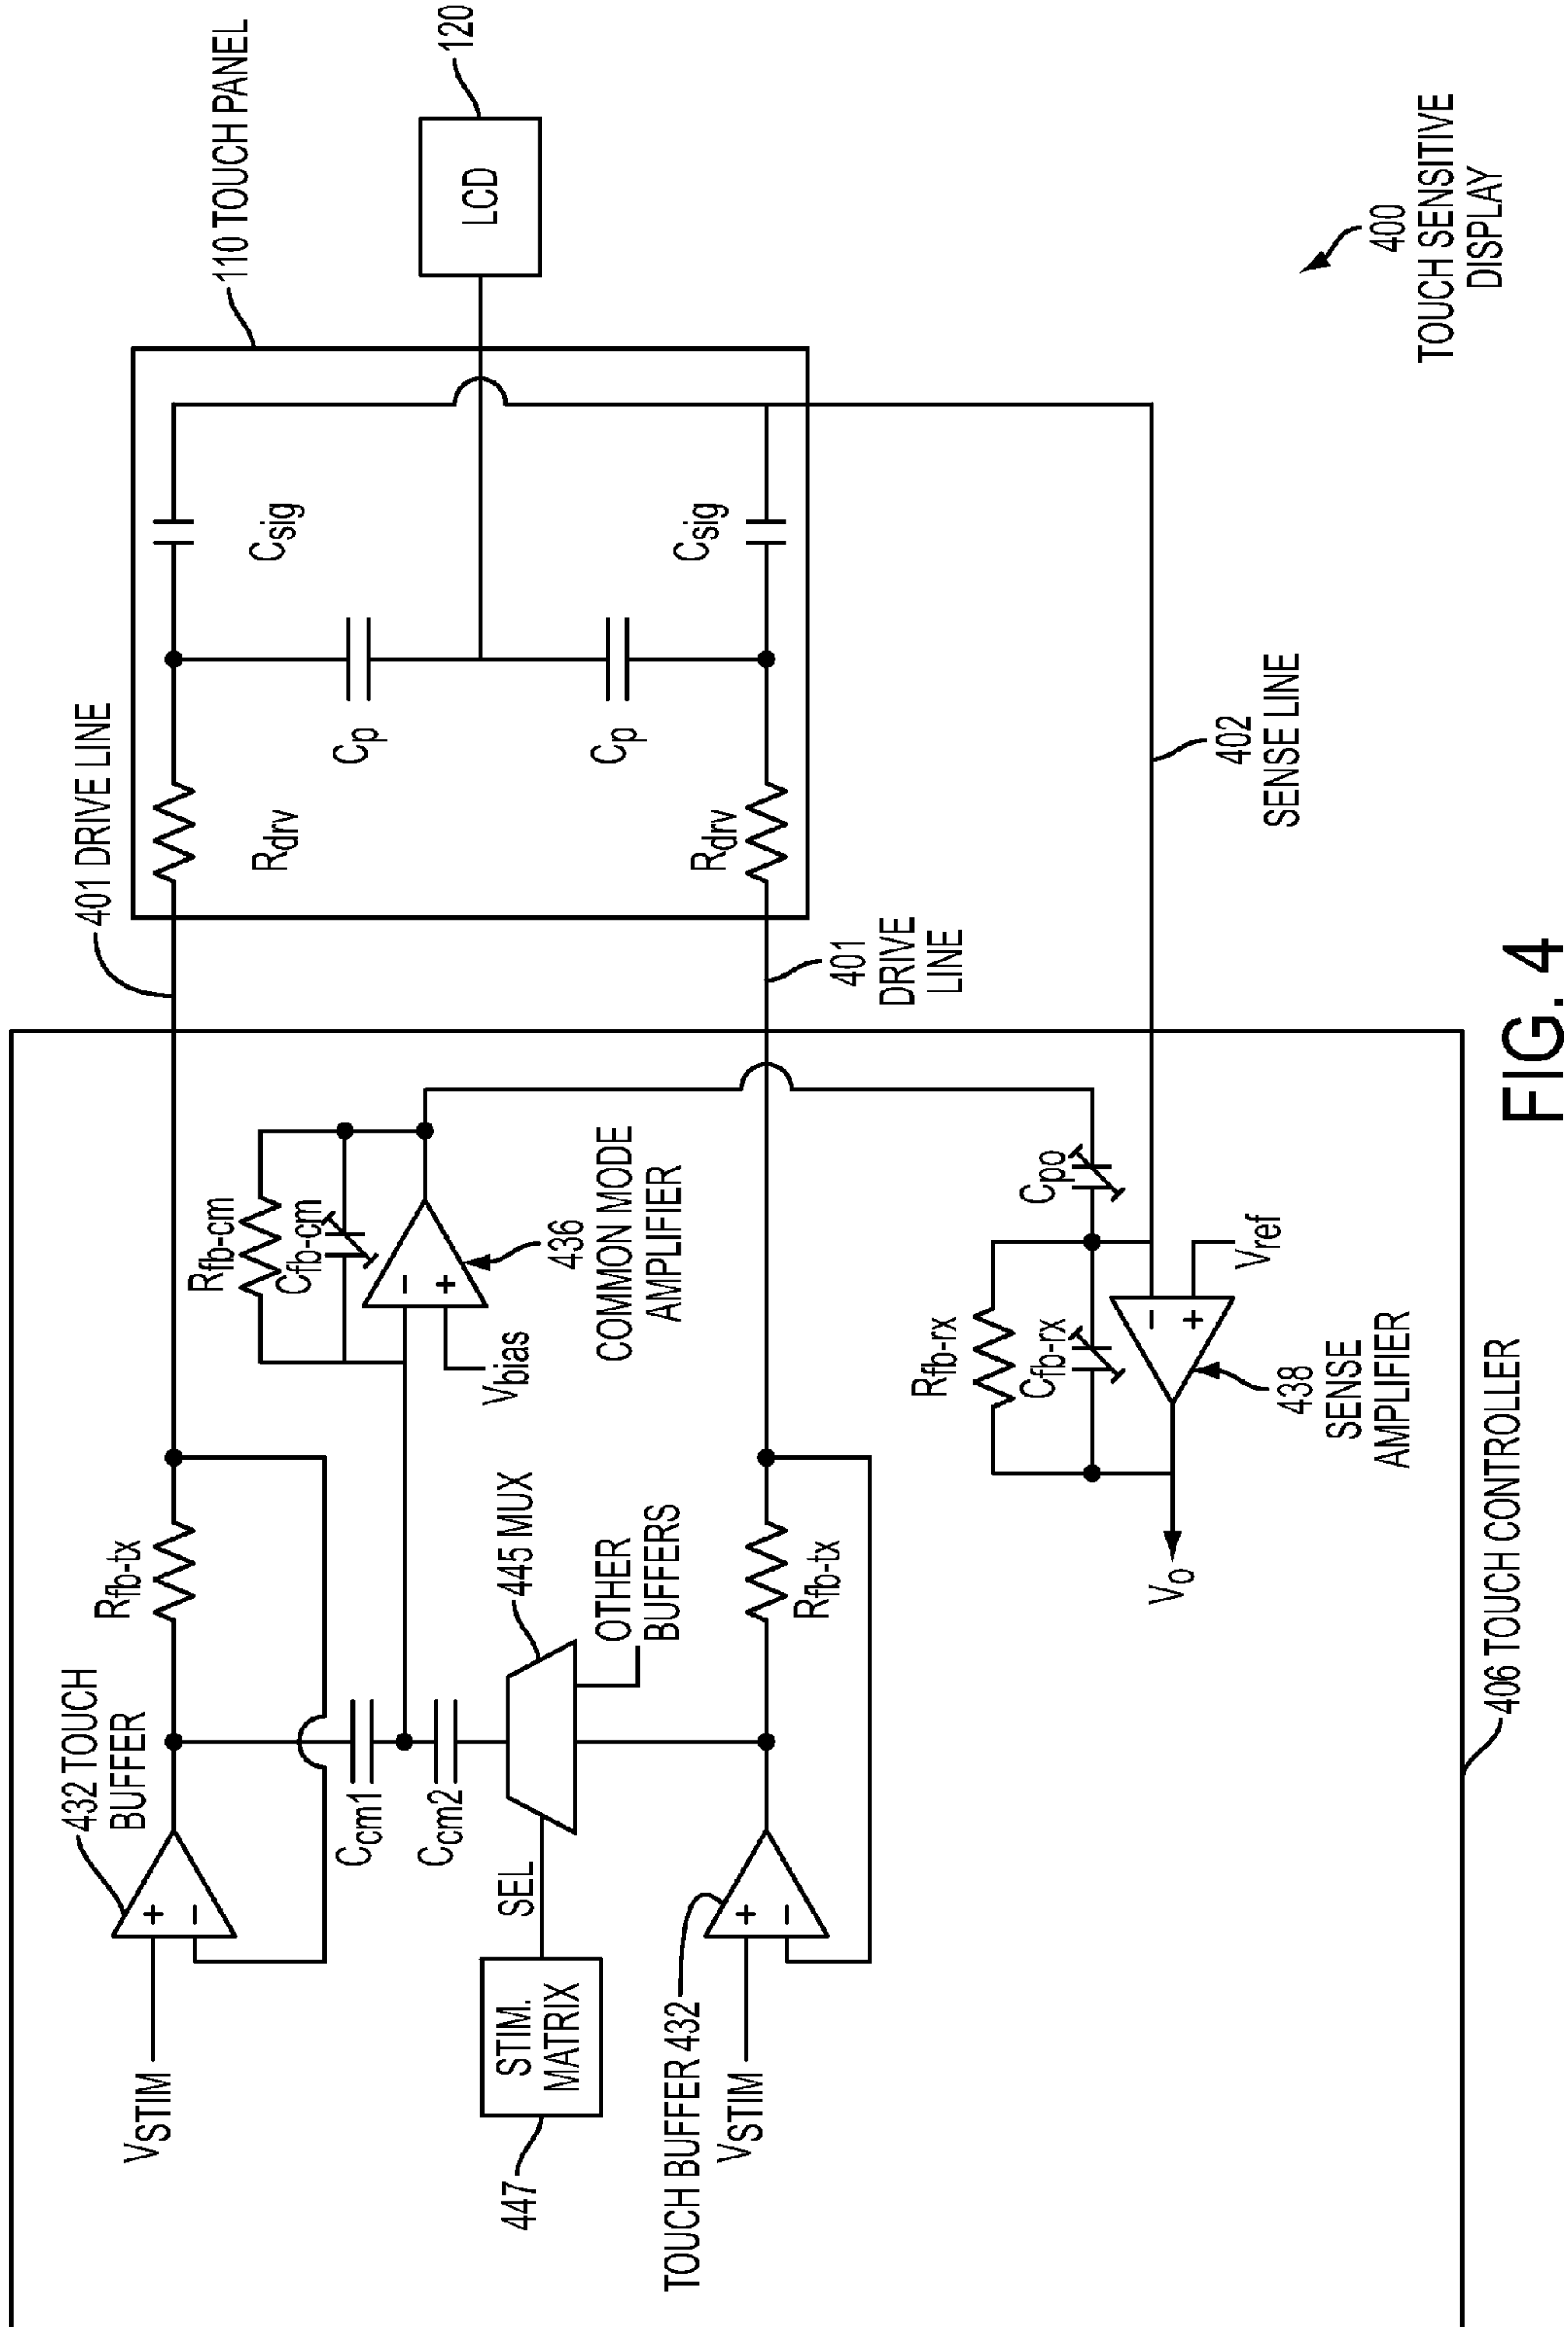 432 TOUCH
BUFFER
VSTIM
+
−
Rfb-tx
401 DRIVE LINE
110 TOUCH PANEL
Rdrv
Csig
Cp
Cp
Csig
Rdrv
LCD
120
Ccm1
Ccm2
Rfb-cm
Cfb-cm
−
+
Vbias
436
COMMON MODE
AMPLIFIER
445 MUX
SEL
STIM.
MATRIX
447
OTHER
BUFFERS
TOUCH BUFFER 432
VSTIM
+
−
Rfb-tx
401
DRIVE
LINE
Rfb-rx
Cfb-rx
Cpo
−
+
Vref
438
SENSE
AMPLIFIER
Vo
402
SENSE LINE
406 TOUCH CONTROLLER
400
TOUCH SENSITIVE
DISPLAY
FIG. 4